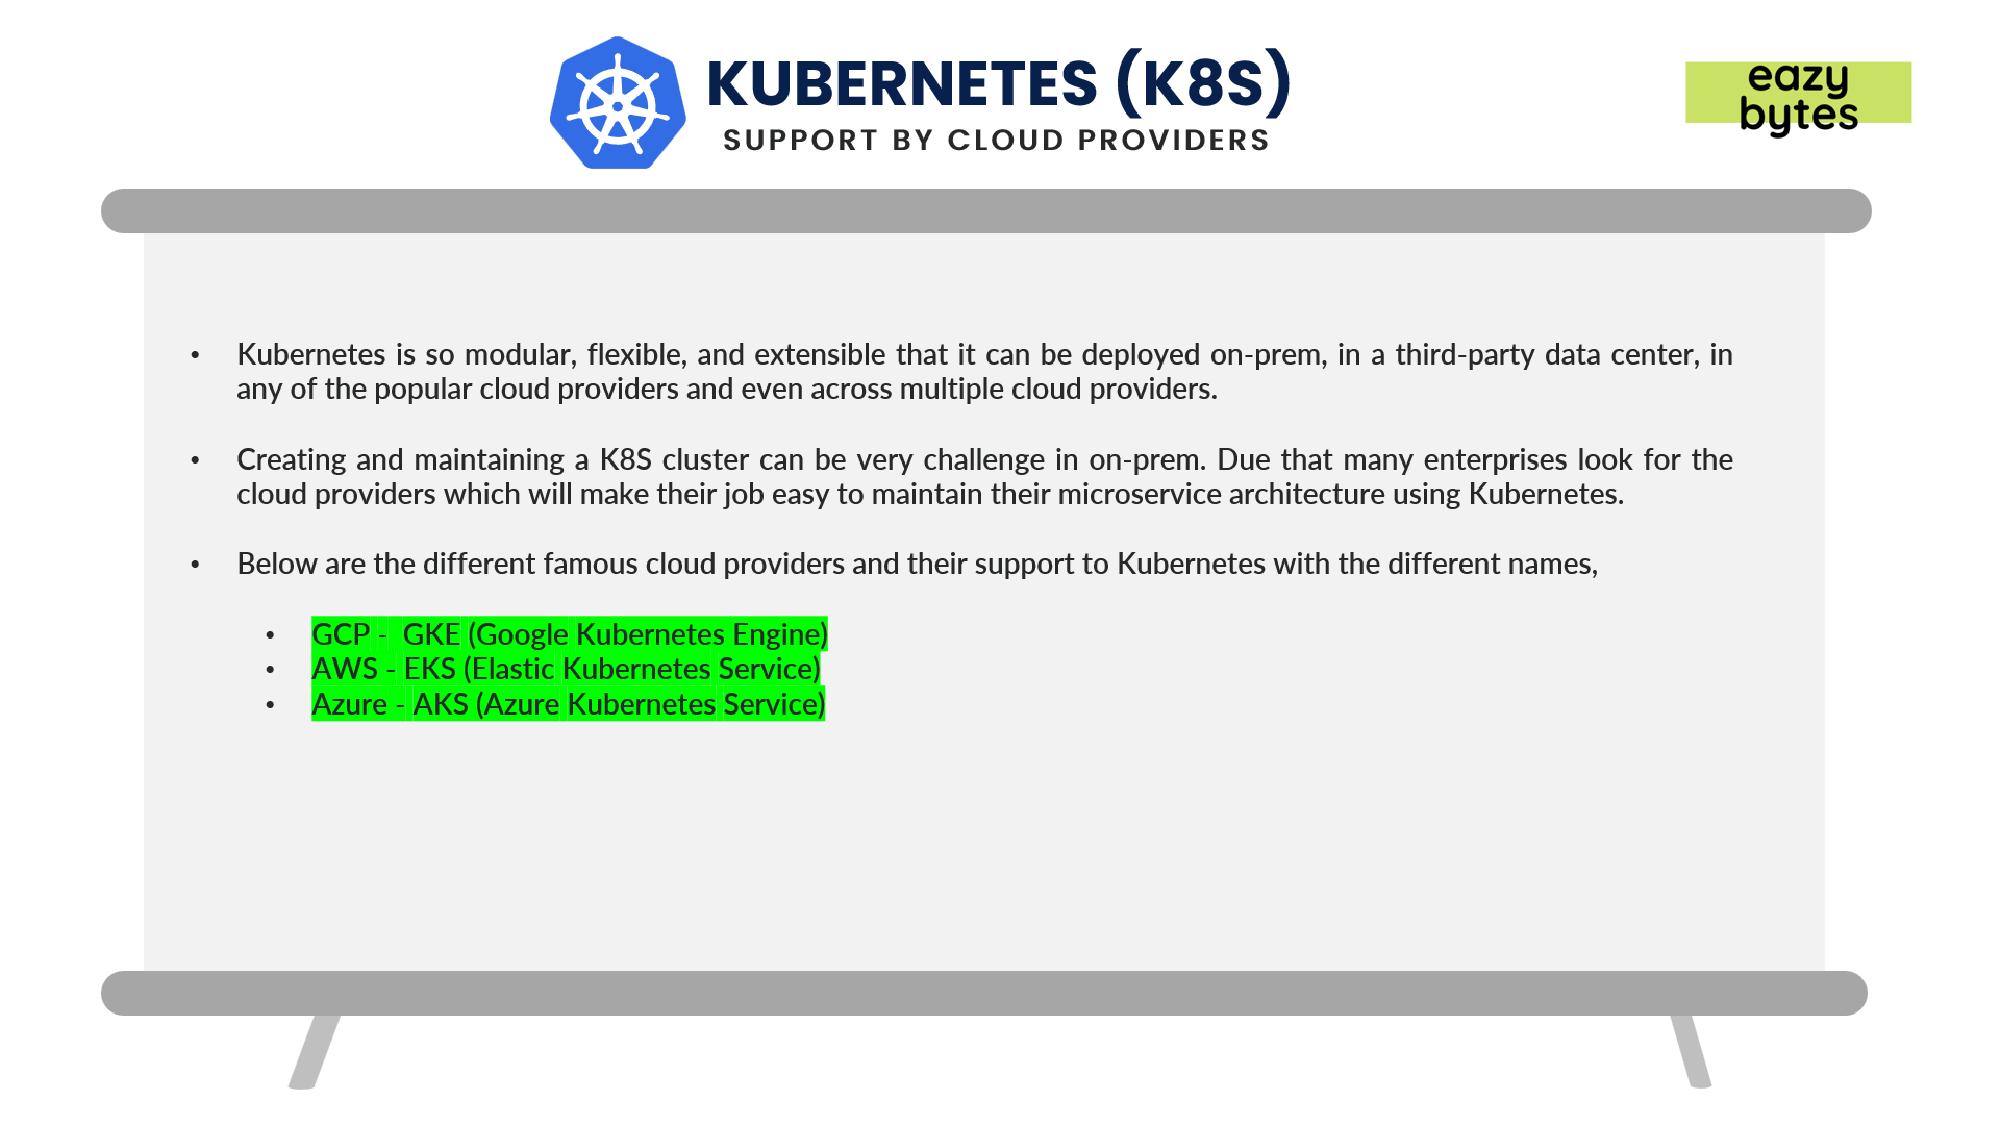 KUBERNETES (K8S)
SUPPORT BY CLOUD PROVIDERS
eazy
bytes
• Kubernetes is so modular, flexible, and extensible that it can be deployed on-prem, in a third-party data center, in
any of the popular cloud providers and even across multiple cloud providers.
• Creating and maintaining a K8S cluster can be very challenge in on-prem. Due that many enterprises look for the
cloud providers which will make their job easy to maintain their microservice architecture using Kubernetes.
• Below are the different famous cloud providers and their support to Kubernetes with the different names,
• GCP - GKE (Google Kubernetes Engine)
• AWS - EKS (Elastic Kubernetes Service)
• Azure - AKS (Azure Kubernetes Service)